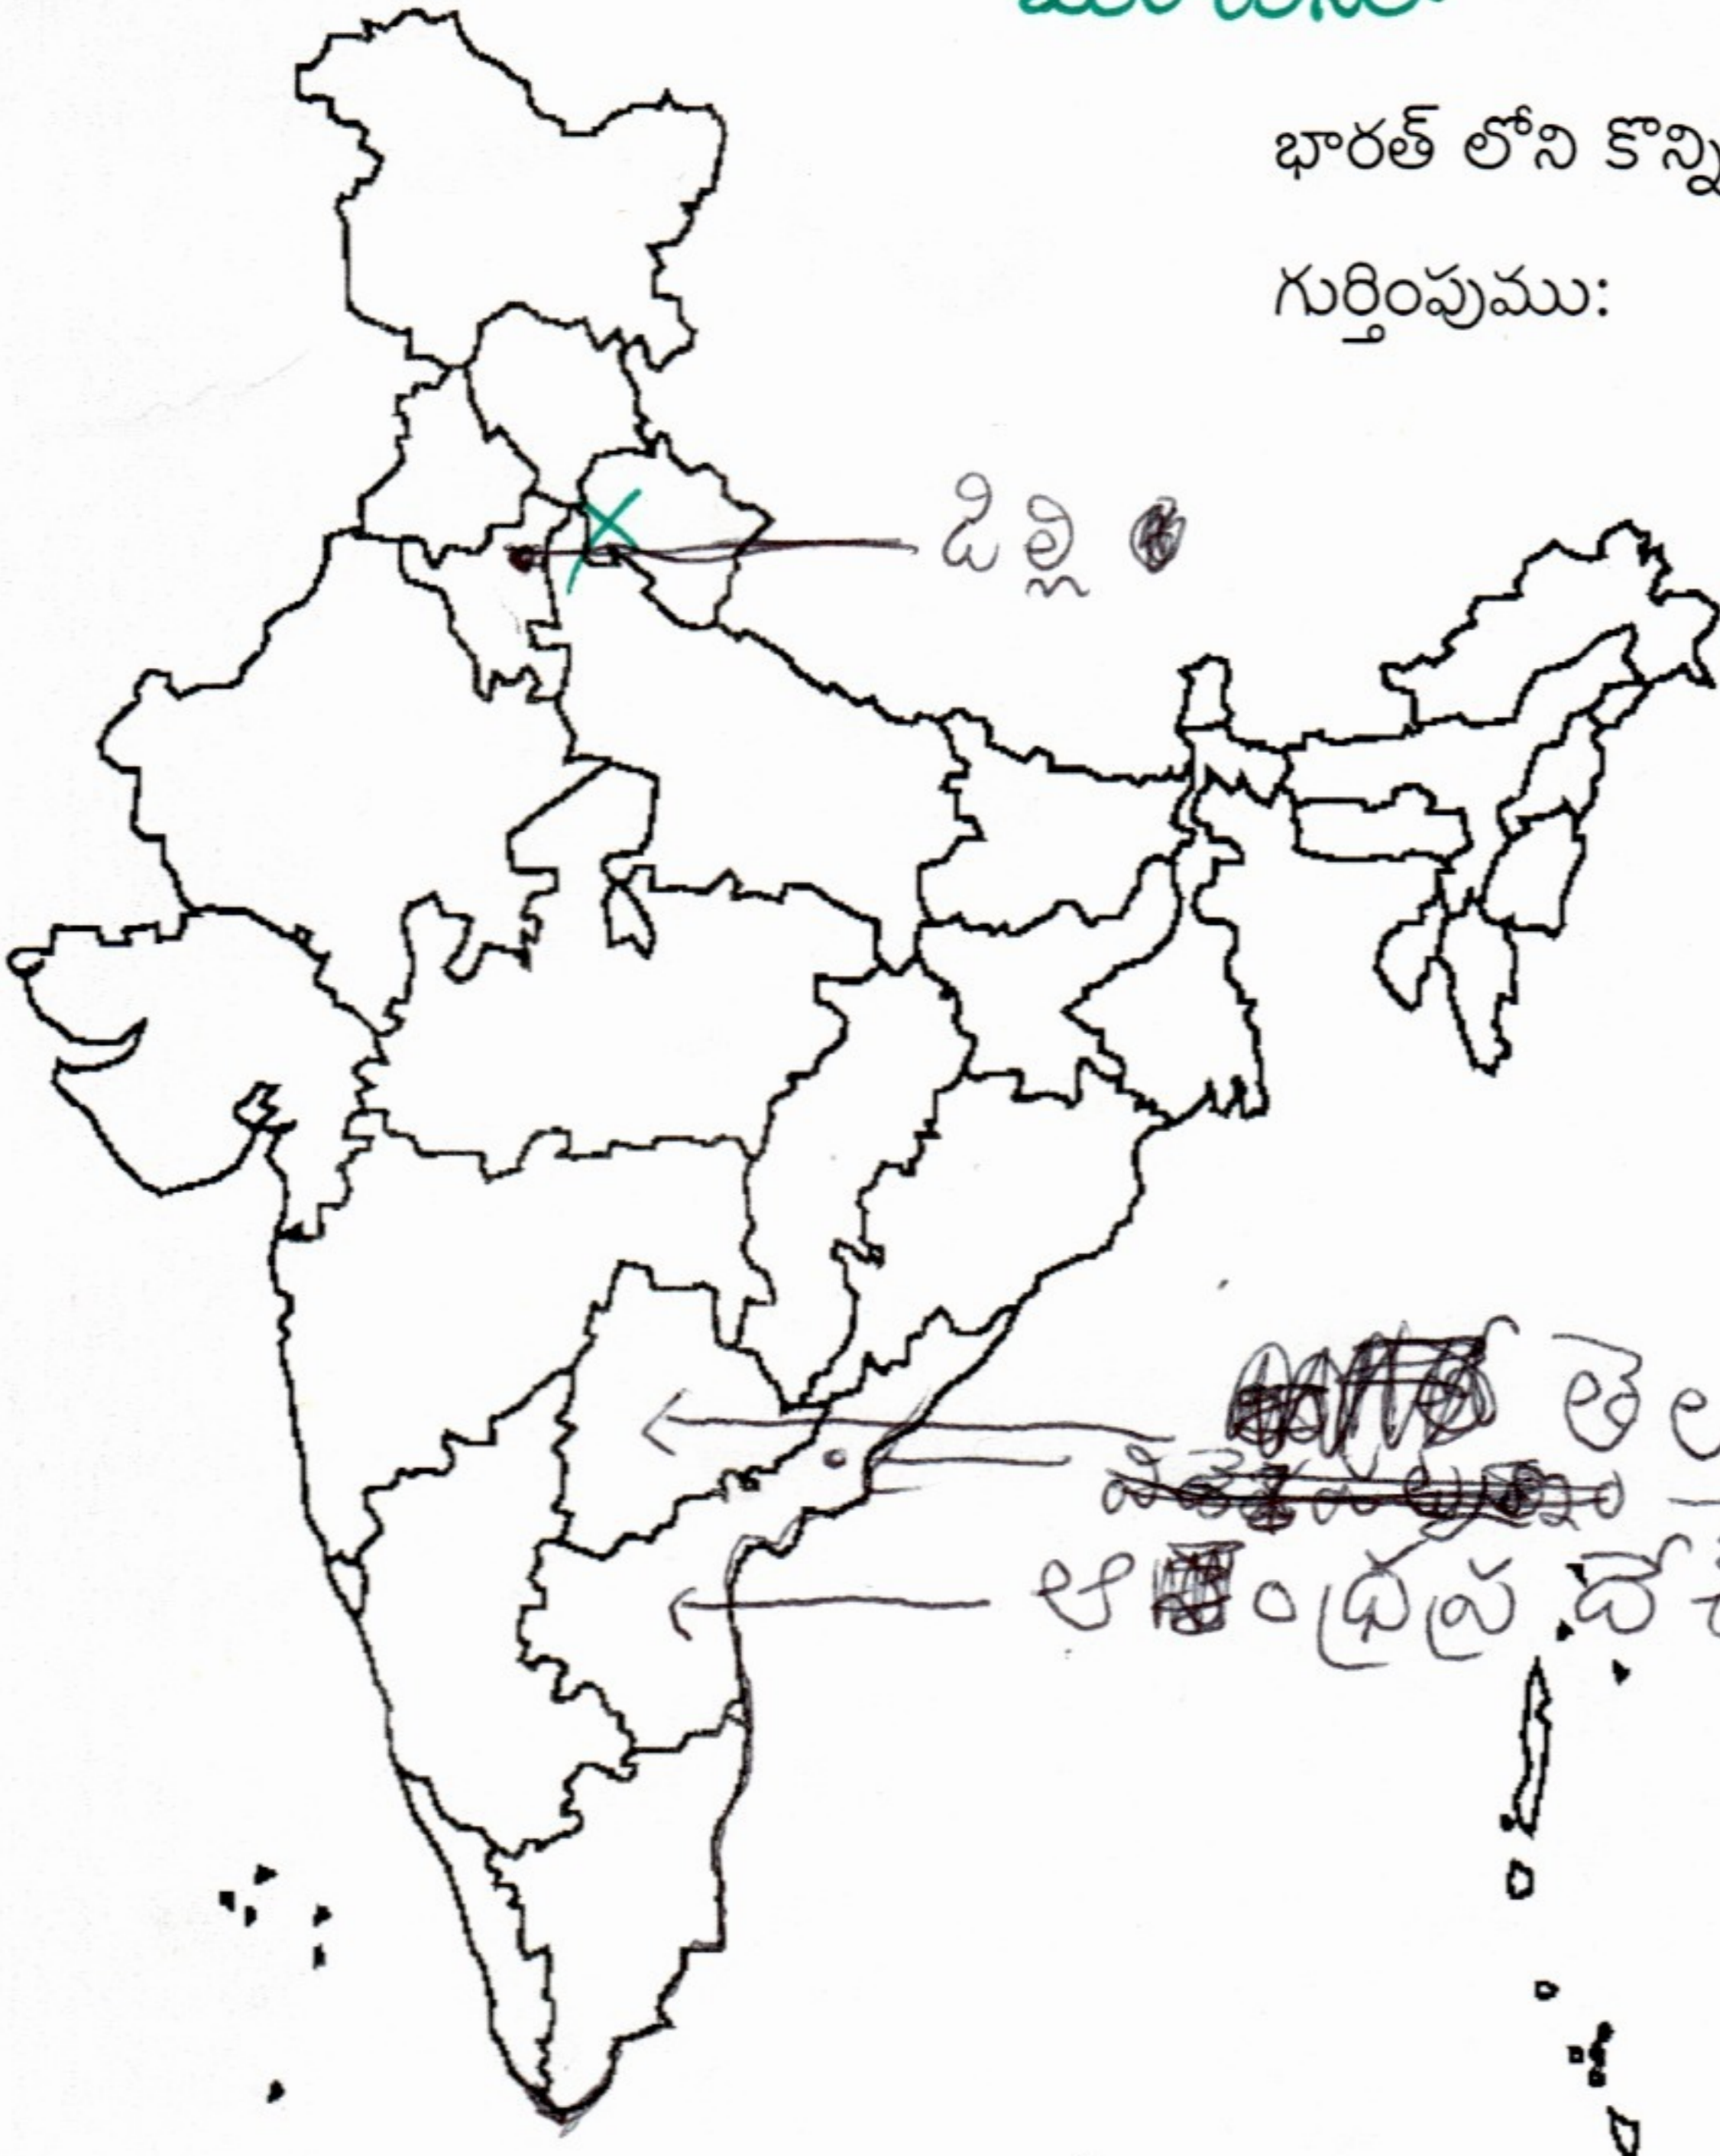 భారత్ లోని కొన్ని
గుర్తింపుము:
ఢిల్లి
తెల
ఆంధ్రప్రదేశ